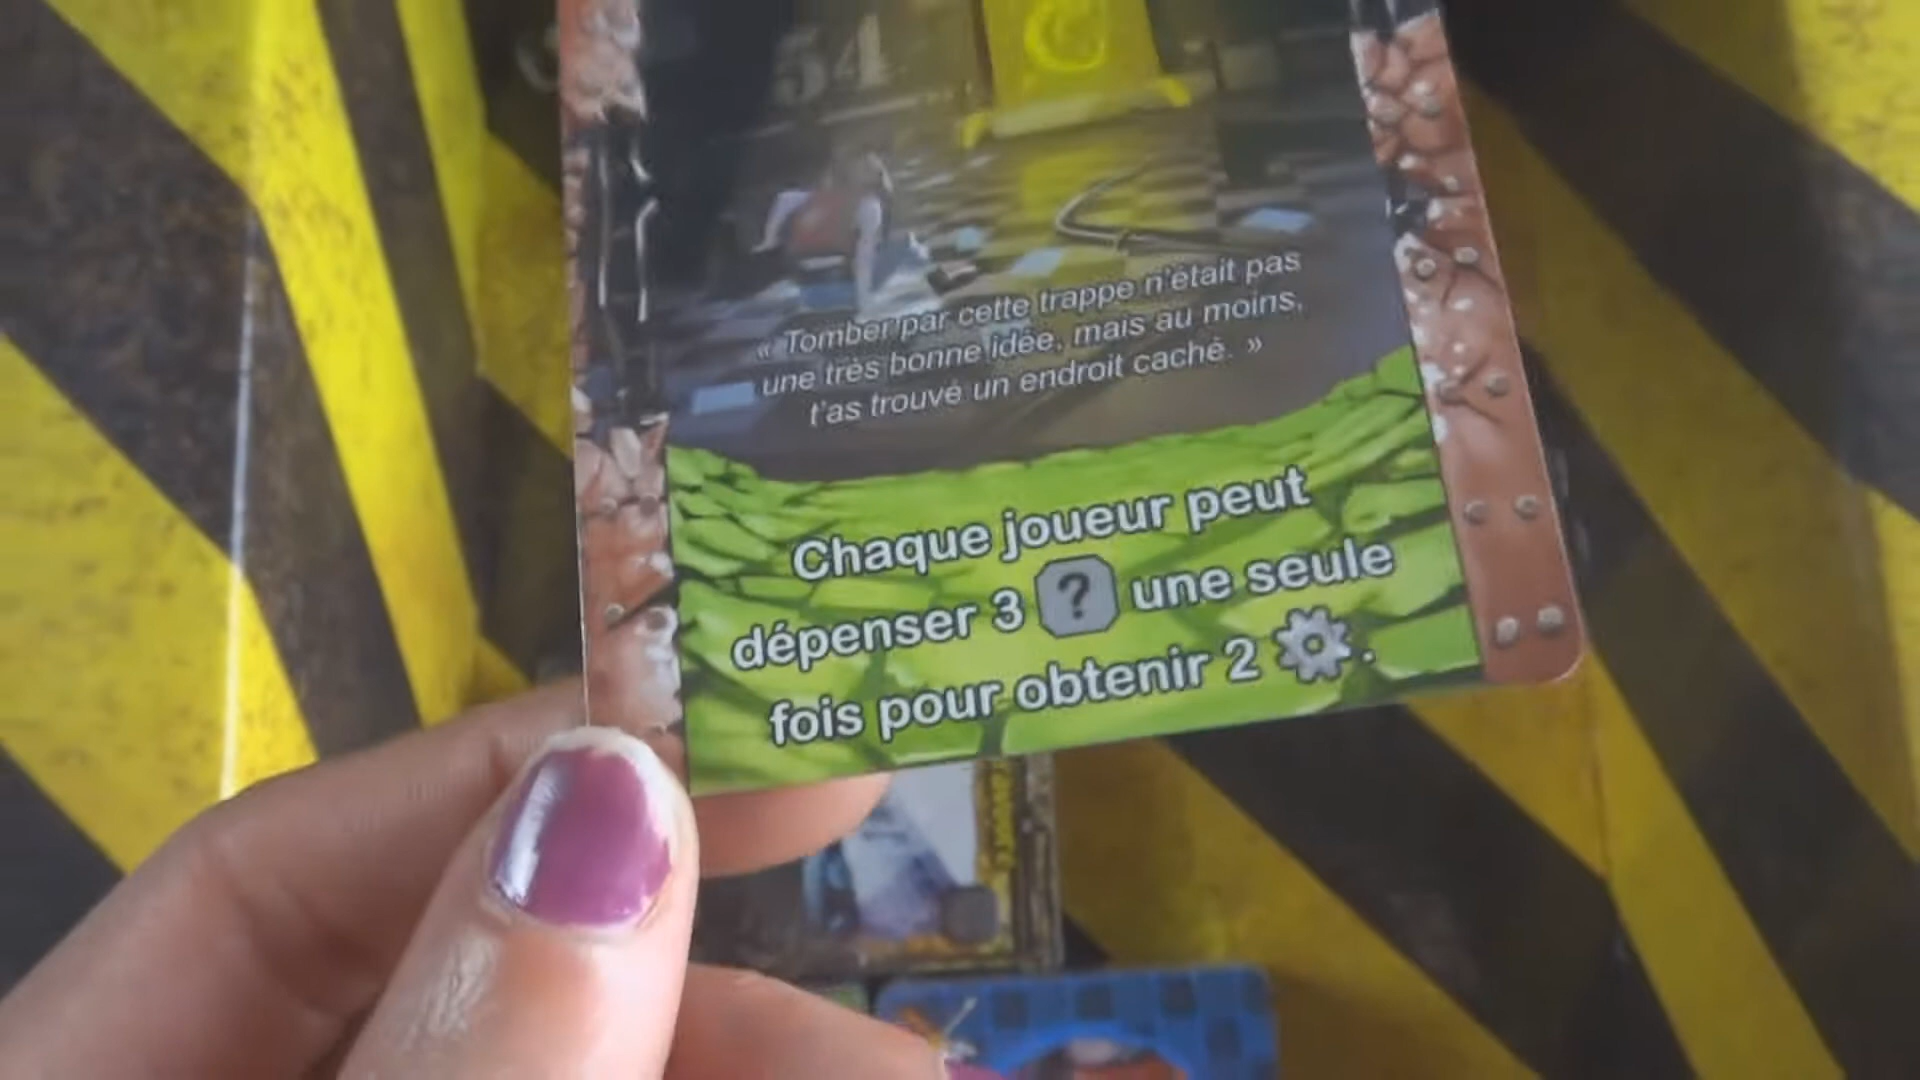 54
« Tomber par cette trappe n'était pas
une très bonne idée, mais au moins,
t'as trouvé un endroit caché. »
Chaque joueur peut
dépenser 3 ? une seule
fois pour obtenir 2 .